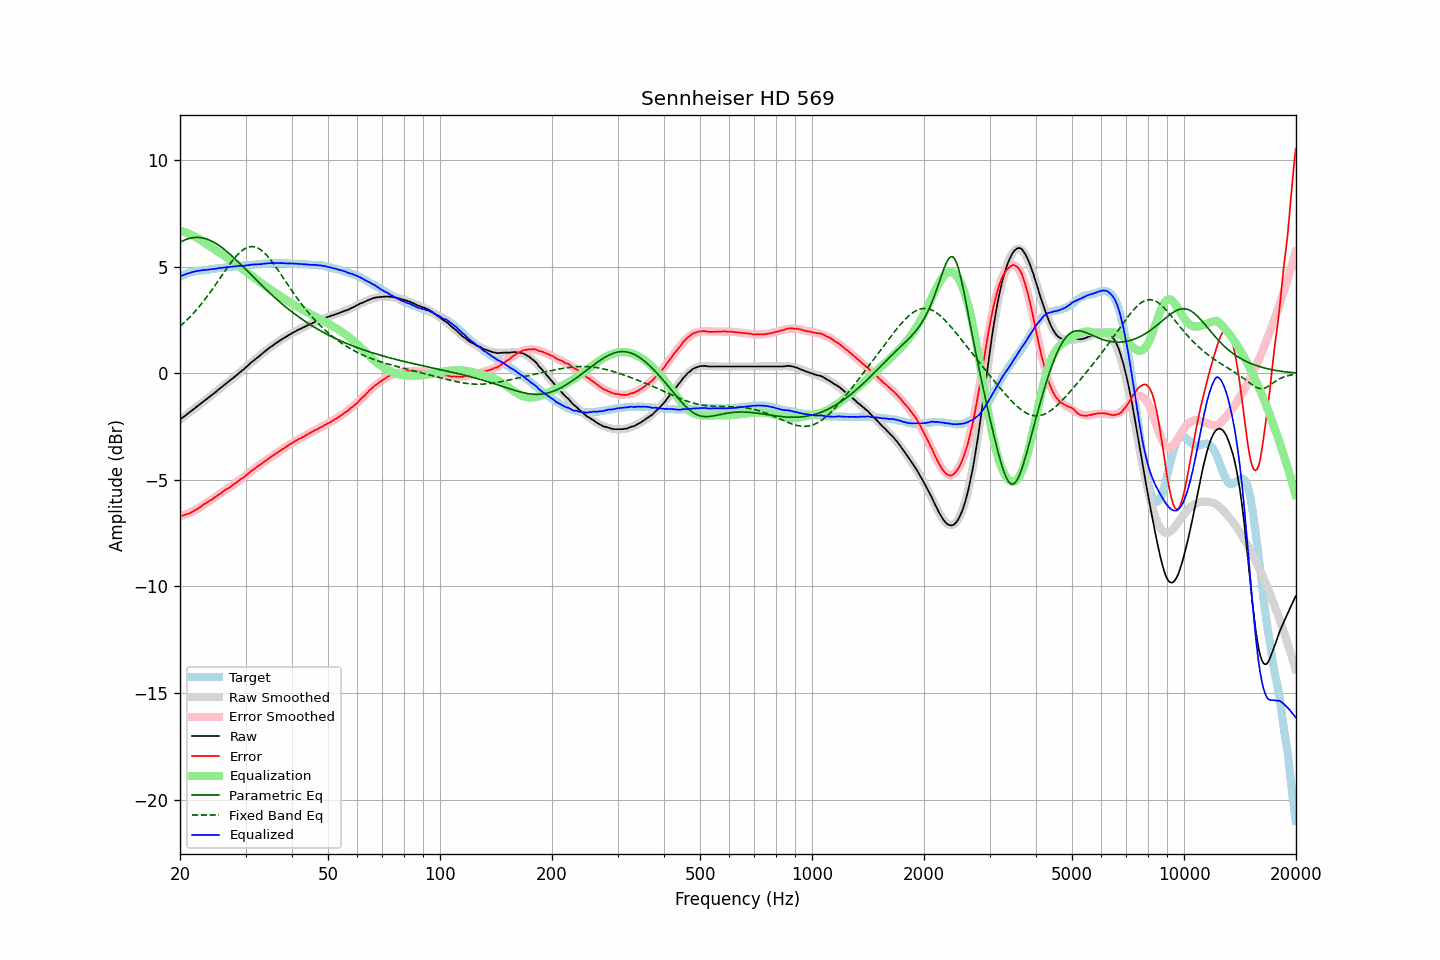 Sennheiser HD 569
Amplitude (dBr)
10
5
0
−5
−10
−15
−20
Target
Raw Smoothed
Error Smoothed
Raw
Error
Equalization
Parametric Eq
Fixed Band Eq
Equalized
20 50 100 200 500 1000 2000 5000 10000 20000
Frequency (Hz)